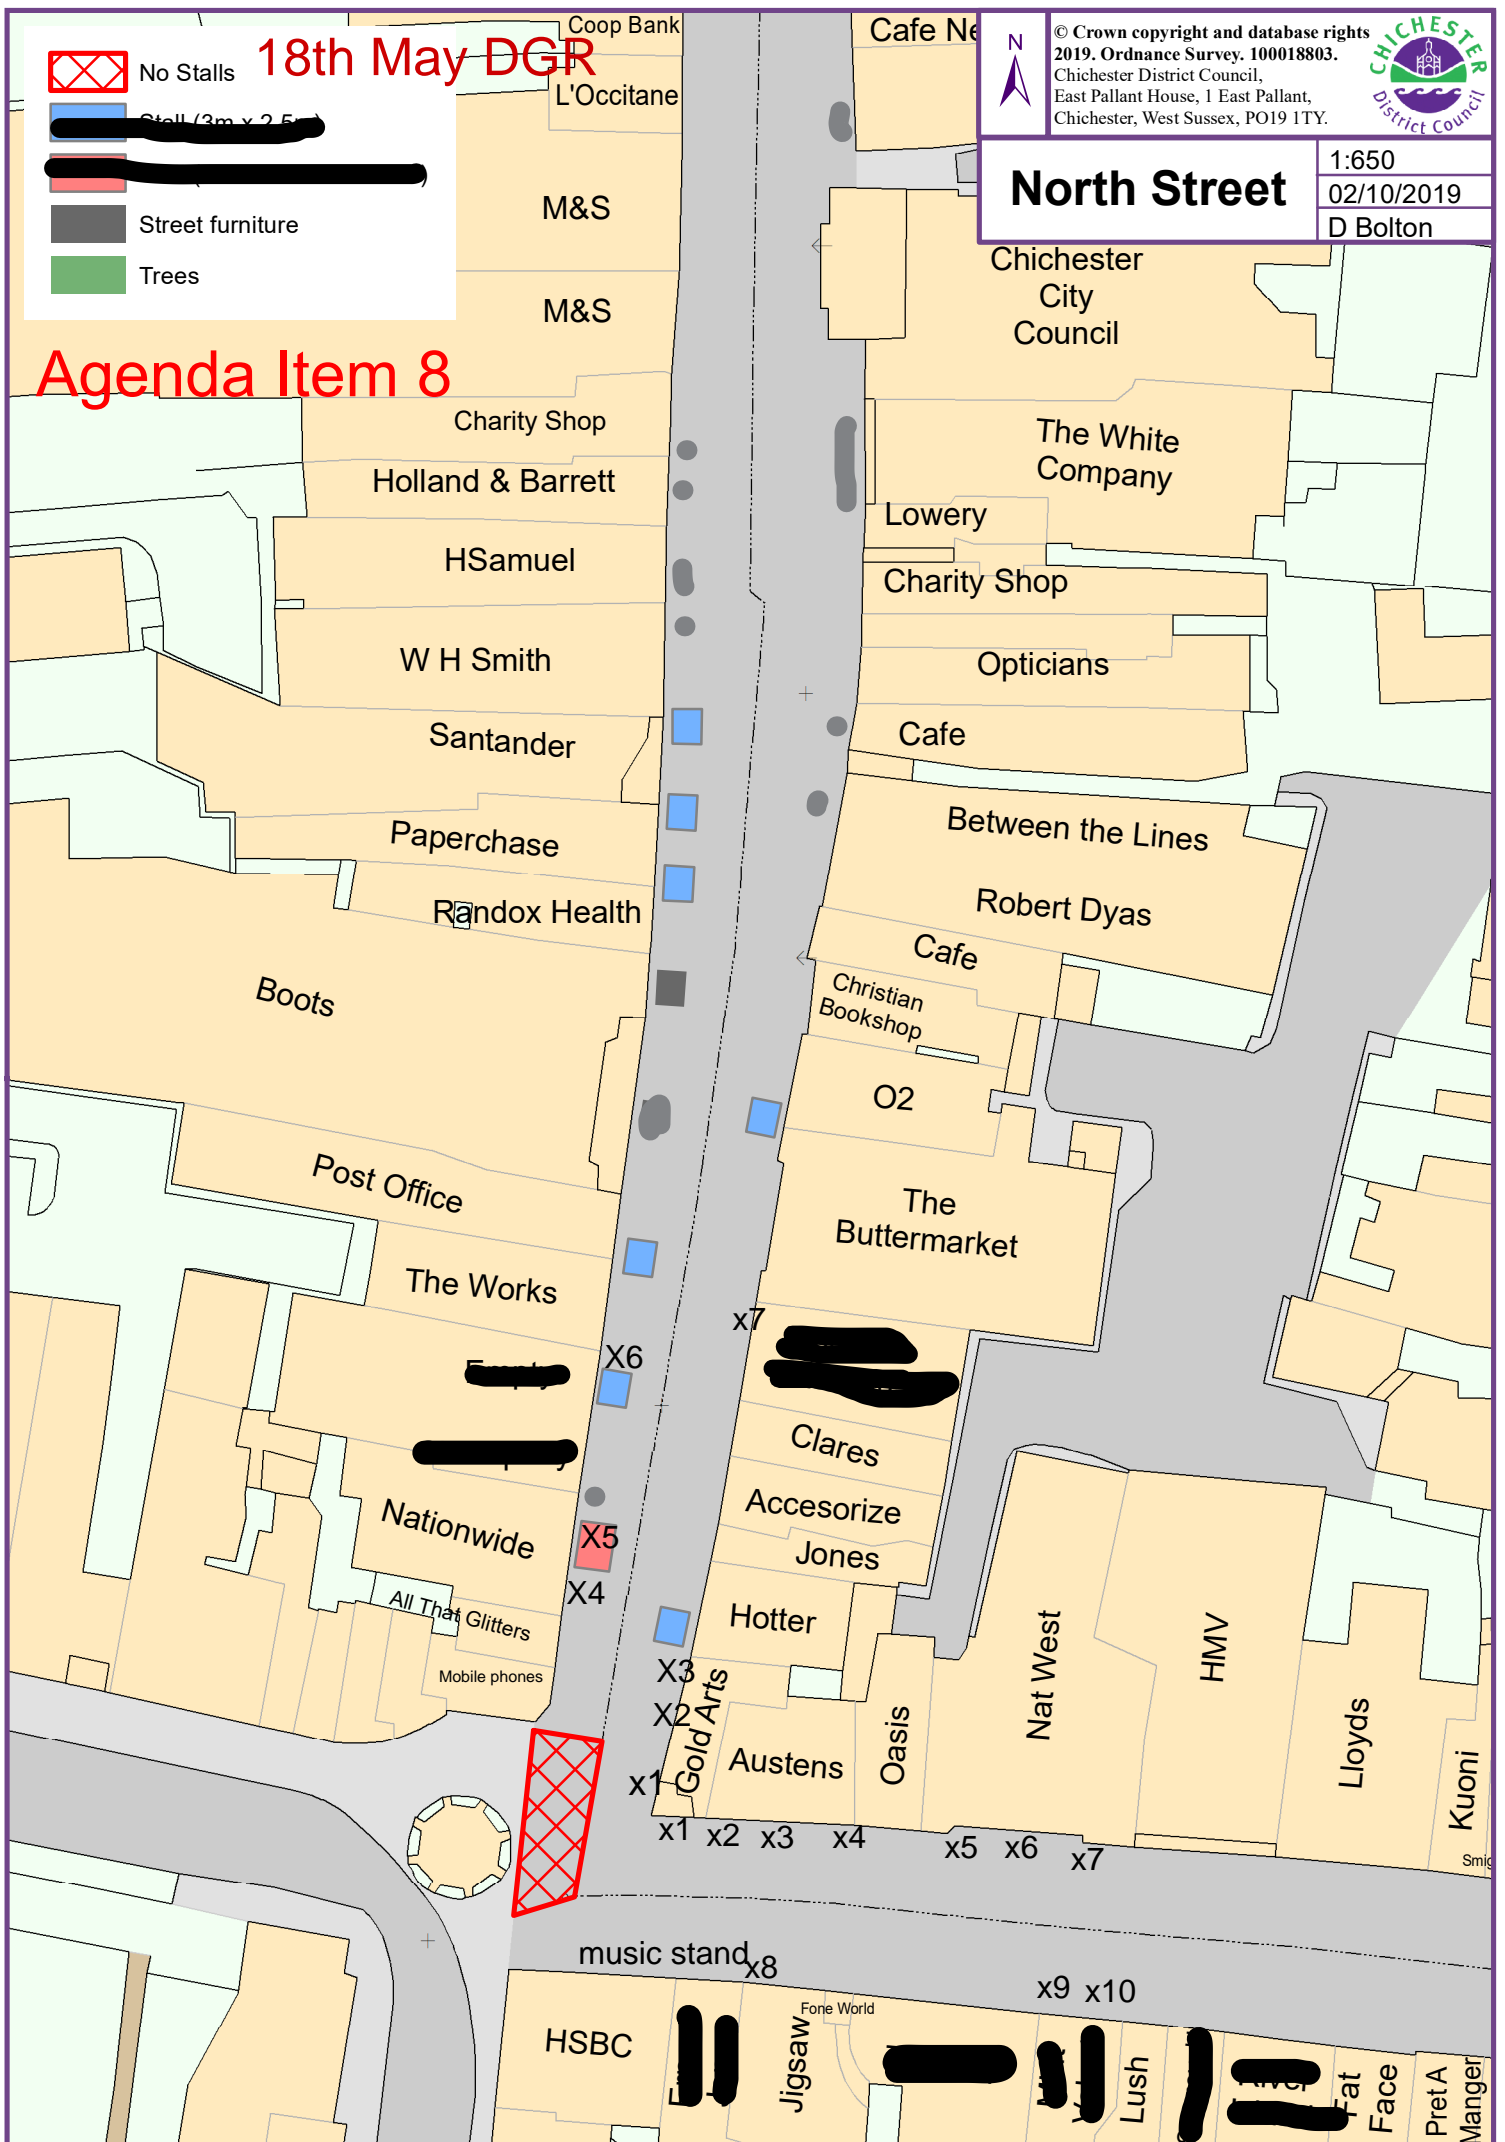 Coop Bank
Cafe
N
© Crown copyright and database rights
2019. Ordnance Survey. 100018803.
Chichester District Council,
East Pallant House, 1 East Pallant,
Chichester, West Sussex, PO19 1TY.
CHICHESTER
District Council
North Street
1:650
02/10/2019
D Bolton
18th May DGR
No Stalls
Stall (3m x 2.5m)
Street furniture
Trees
L'Occitane
M&S
M&S
Agenda Item 8
Chichester
City
Council
Charity Shop
Holland & Barrett
The White
Company
Lowery
HSamuel
Charity Shop
W H Smith
Opticians
Santander
Cafe
Paperchase
Between the Lines
Randox Health
Robert Dyas
Cafe
Boots
Christian
Bookshop
O2
Post Office
The
Buttermarket
The Works
x7
X6
Empty
Clares
Nationwide
Accesorize
X5
Jones
X4
All That Glitters
Hotter
Mobile phones
X3
X2
Gold Arts
x1
Austens
Oasis
Nat West
HMV
Lloyds
Kuoni
x1
x2
x3
x4
x5
x6
x7
music stand
x8
x9
x10
HSBC
Jigsaw
Fone World
Lush
Fat
Face
Pret A
Manger